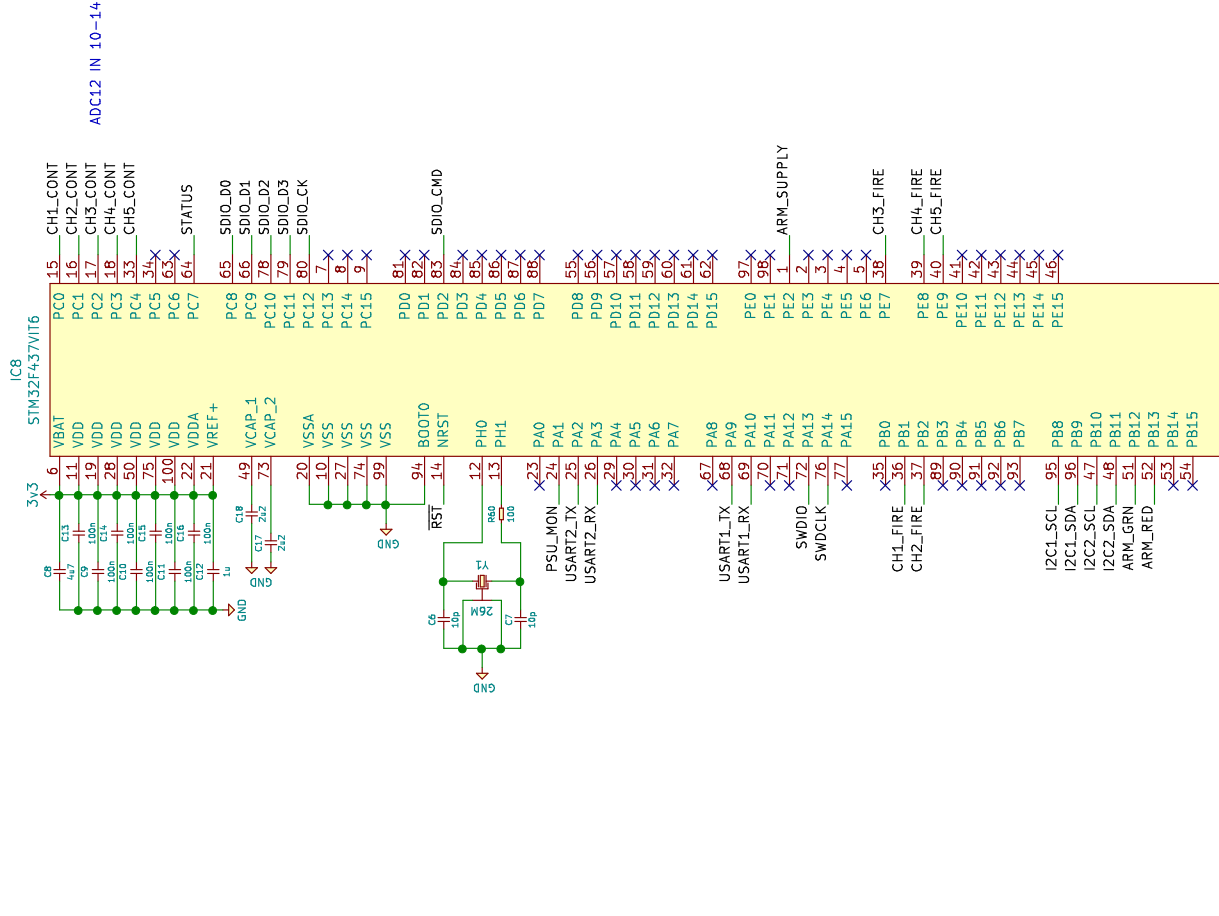 ADC12 IN 10-14
CH1_CONT
CH2_CONT
CH3_CONT
CH4_CONT
CH5_CONT
STATUS
SDIO_D0
SDIO_D1
SDIO_D2
SDIO_D3
SDIO_CK
SDIO_CMD
ARM_SUPPLY
CH3_FIRE
CH4_FIRE
CH5_FIRE
15
16
17
18
33
34
63
64
65
66
78
79
80
7
8
9
81
82
83
84
85
86
87
88
55
56
57
58
59
60
61
62
97
98
1
2
3
4
5
38
39
40
41
42
43
44
45
46
PC0
PC1
PC2
PC3
PC4
PC5
PC6
PC7
PC8
PC9
PC10
PC11
PC12
PC13
PC14
PC15
PD0
PD1
PD2
PD3
PD4
PD5
PD6
PD7
PD8
PD9
PD10
PD11
PD12
PD13
PD14
PD15
PE0
PE1
PE2
PE3
PE4
PE5
PE6
PE7
PE8
PE9
PE10
PE11
PE12
PE13
PE14
PE15
IC8
STM32F437VIT6
VBAT
VDD
VDD
VDD
VDD
VDD
VDD
VDDA
VREF+
VCAP_1
VCAP_2
VSSA
VSS
VSS
VSS
VSS
BOOT0
NRST
PH0
PH1
PA0
PA1
PA2
PA3
PA4
PA5
PA6
PA7
PA8
PA9
PA10
PA11
PA12
PA13
PA14
PA15
PB0
PB1
PB2
PB3
PB4
PB5
PB6
PB7
PB8
PB9
PB10
PB11
PB12
PB13
PB14
PB15
6
11
19
28
50
75
100
22
21
49
73
20
10
27
74
99
94
14
12
13
23
24
25
26
29
30
31
32
67
68
69
70
71
72
76
77
35
36
37
89
90
91
92
93
95
96
47
48
51
52
53
54
3v3
C13
100n
C14
100n
C15
100n
C16
100n
C8
4u7
C9
100n
C10
100n
C11
100n
C12
1u
GND
C18
2u2
C17
2u2
GND
GND
RST
R60
100
Y1
26M
C6
10p
C7
10p
GND
PSU_MON
USART2_TX
USART2_RX
USART1_TX
USART1_RX
SWDIO
SWDCLK
CH1_FIRE
CH2_FIRE
I2C1_SCL
I2C1_SDA
I2C2_SCL
I2C2_SDA
ARM_GRN
ARM_RED